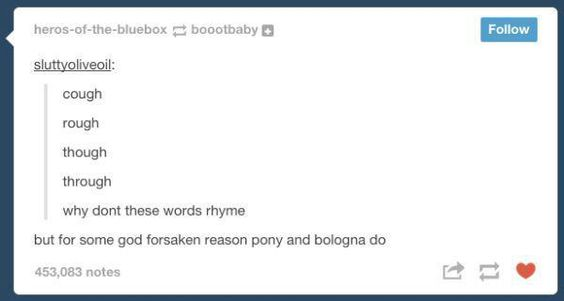 heros-of-the-bluebox boootbaby Follow
sluttyoliveoil:
cough
rough
though
through
why dont these words rhyme
but for some god forsaken reason pony and bologna do
453,083 notes